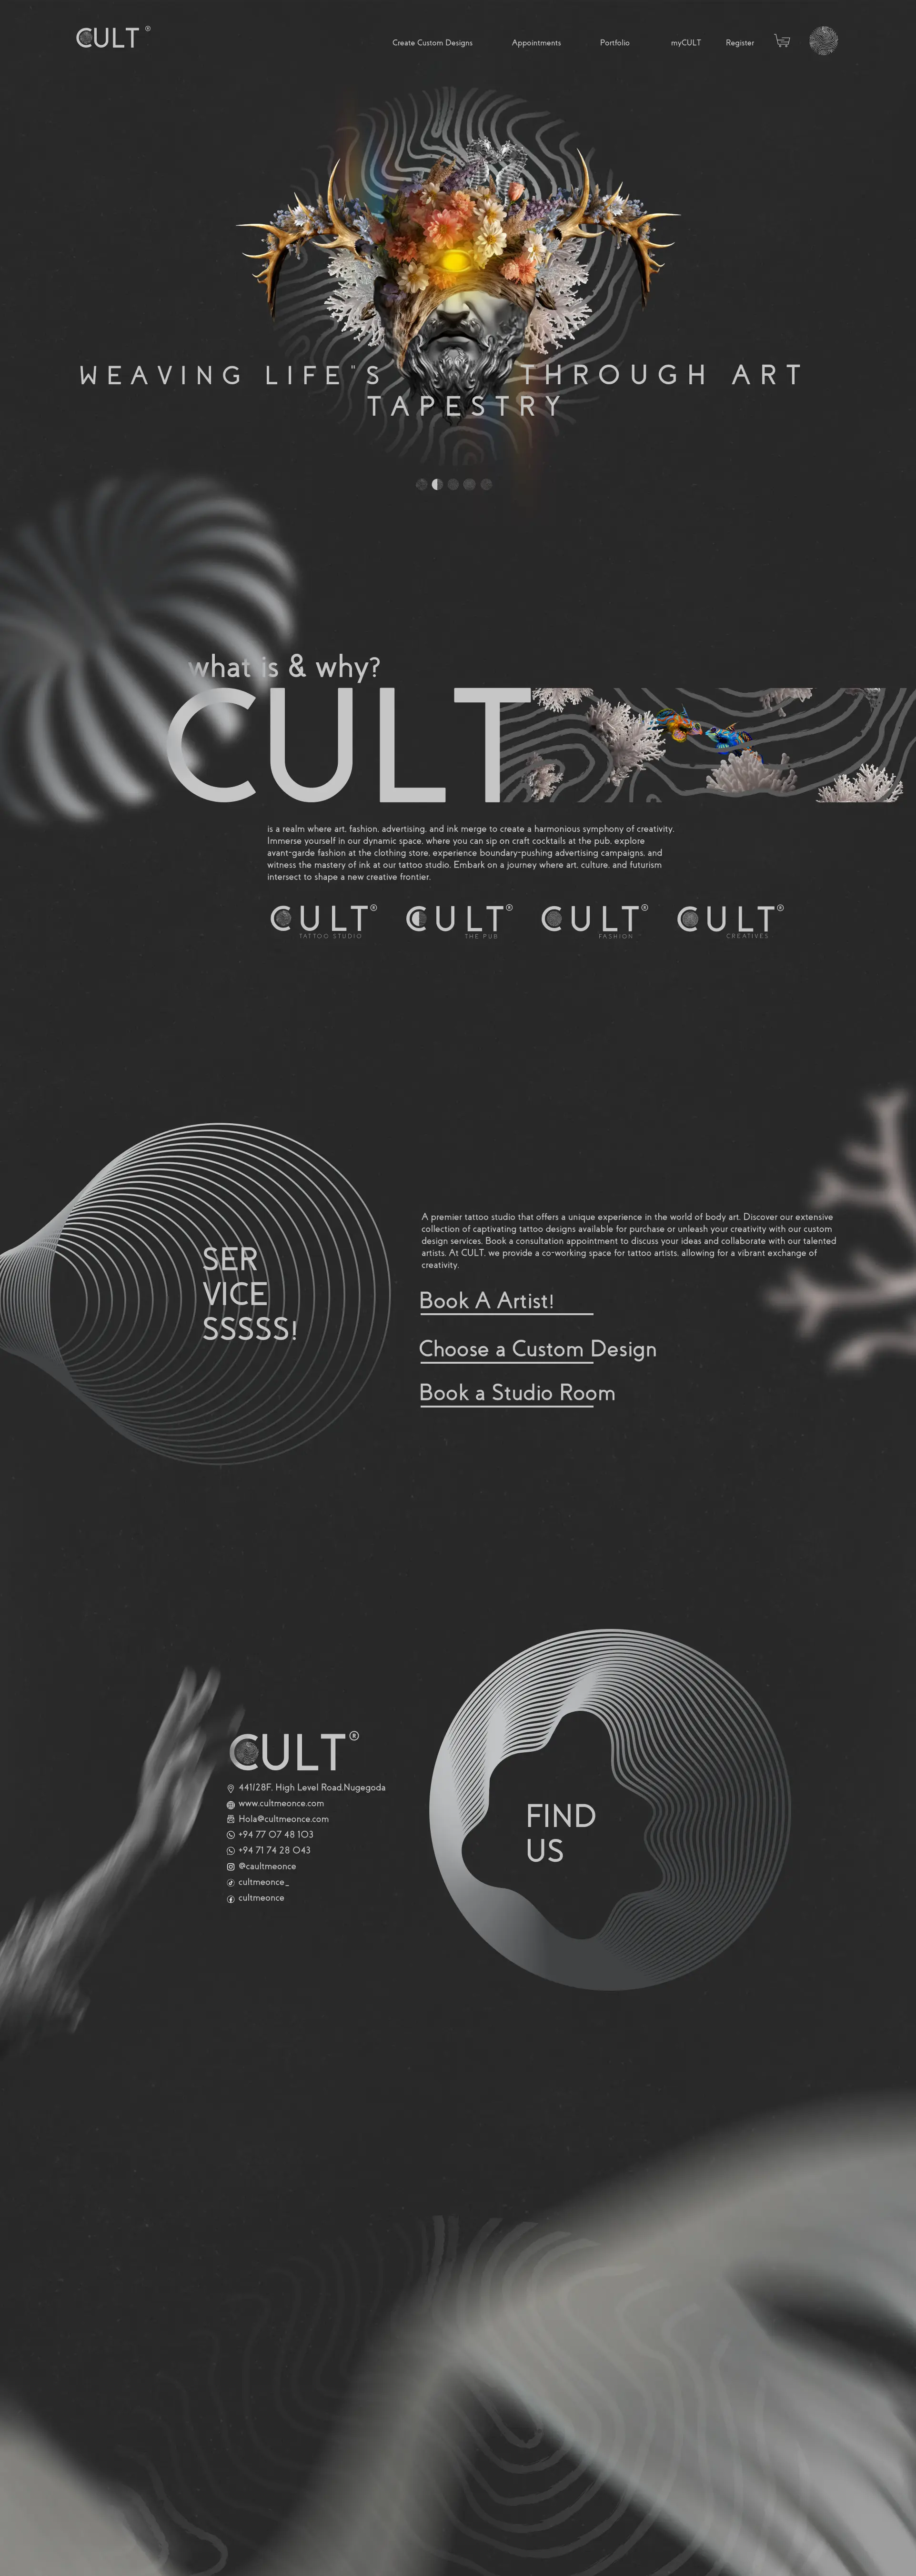 CULT ®
Create Custom Designs Appointments Portfolio myCULT Register
WEAVING LIFE"S THROUGH ART
TAPESTRY
what is & why?
CULT
is a realm where art, fashion, advertising, and ink merge to create a harmonious symphony of creativity.
Immerse yourself in our dynamic space, where you can sip on craft cocktails at the pub, explore
avant-garde fashion at the clothing store, experience boundary-pushing advertising campaigns, and
witness the mastery of ink at our tattoo studio. Embark on a journey where art, culture, and futurism
intersect to shape a new creative frontier.
CULT®
TATTOO STUDIO
CULT®
THE PUB
CULT®
FASHION
CULT®
CREATIVES
SER
VICE
SSSSS!
A premier tattoo studio that offers a unique experience in the world of body art. Discover our extensive
collection of captivating tattoo designs available for purchase or unleash your creativity with our custom
design services. Book a consultation appointment to discuss your ideas and collaborate with our talented
artists. At CULT, we provide a co-working space for tattoo artists, allowing for a vibrant exchange of
creativity.
Book A Artist!
Choose a Custom Design
Book a Studio Room
CULT®
441/28F, High Level Road,Nugegoda
www.cultmeonce.com
Hola@cultmeonce.com
+94 77 07 48 103
+94 71 74 28 043
@caultmeonce
cultmeonce_
cultmeonce
FIND
US